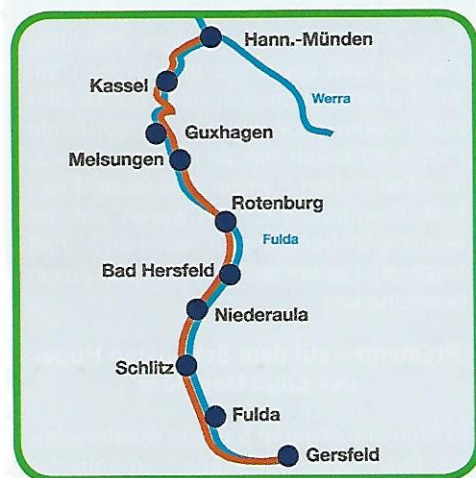 Hann.-Münden
Kassel
Werra
Guxhagen
Melsungen
Rotenburg
Fulda
Bad Hersfeld
Niederaula
Schlitz
Fulda
Gersfeld